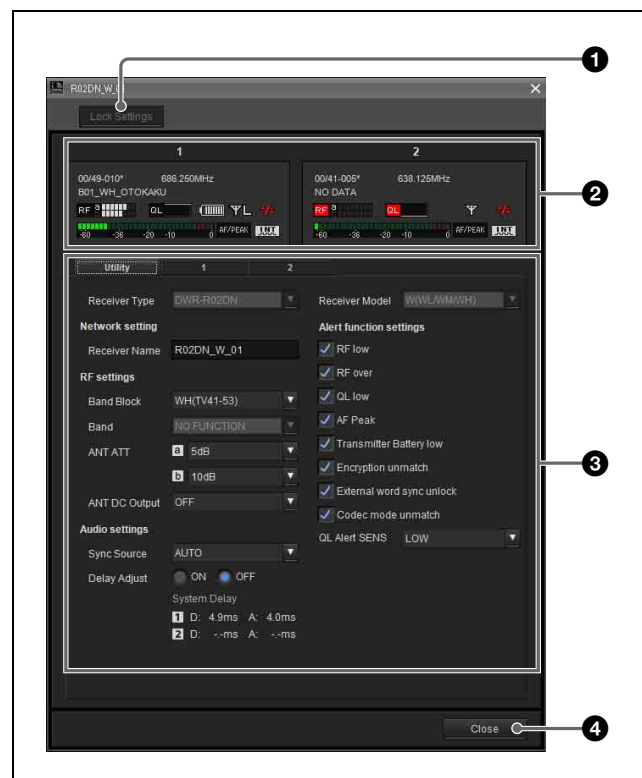 1
R02DN_W_01
Lock Settings
1 2
00/49-010* 686.250MHz
B01_WH_OTOKAKU
RF a QL L -/-
-60 -36 -20 -10 0 AF/PEAK INT
00/41-005* 638.125MHz
NO DATA
RF a QL -/-
-60 -36 -20 -10 0 AF/PEAK INT
2
Utility 1 2
Receiver Type DWR-R02DN
Network setting
Receiver Name R02DN_W_01
RF settings
Band Block WH(TV41-53)
Band NO FUNCTION
ANT ATT a 5dB
b 10dB
ANT DC Output OFF
Audio settings
Sync Source AUTO
Delay Adjust ON OFF
System Delay
1 D: 4.9ms A: 4.0ms
2 D: -.-ms A: -.-ms
Receiver Model W(WL/WM/WH)
Alert function settings
RF low
RF over
QL low
AF Peak
Transmitter Battery low
Encryption unmatch
External word sync unlock
Codec mode unmatch
QL Alert SENS LOW
3
Close
4